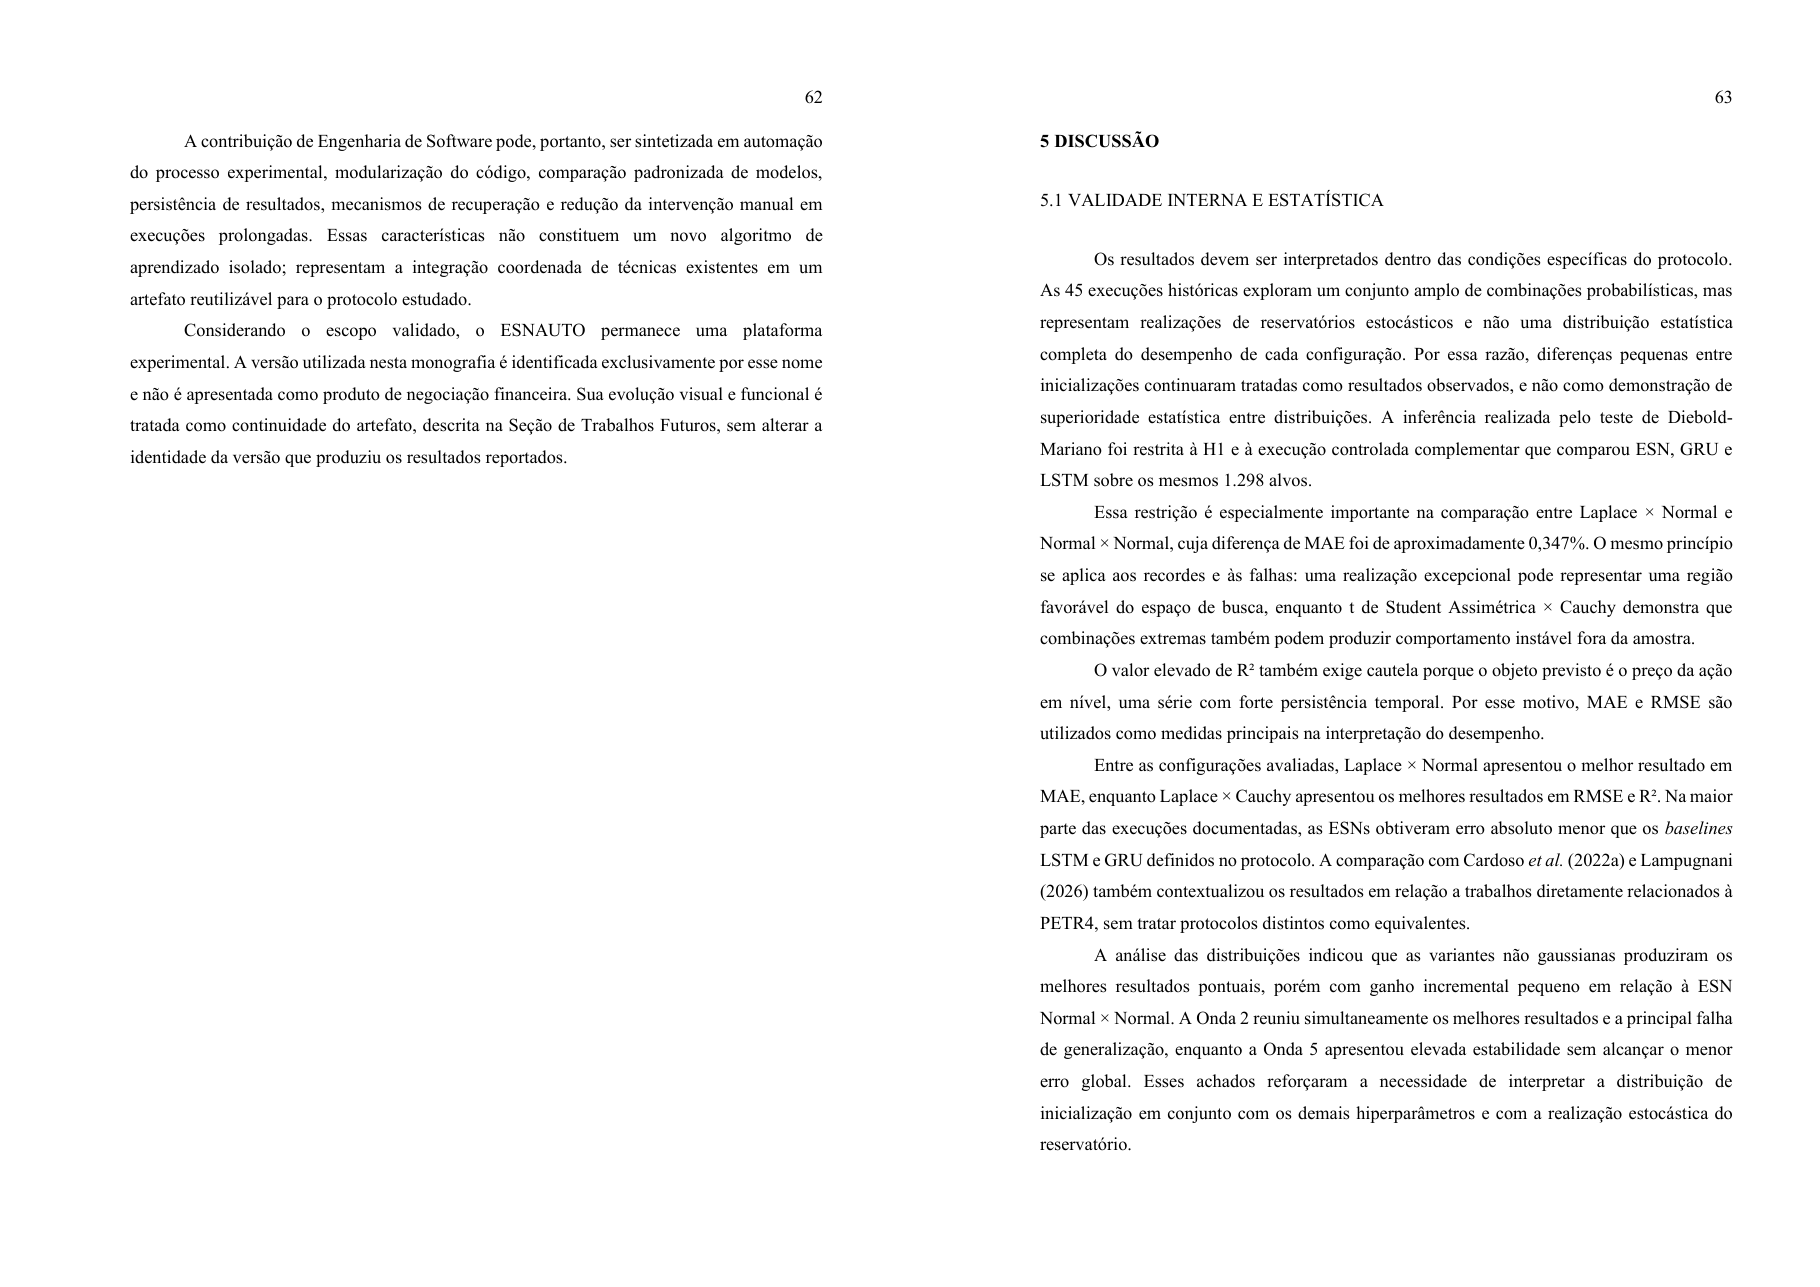 62
A contribuição de Engenharia de Software pode, portanto, ser sintetizada em automação
do processo experimental, modularização do código, comparação padronizada de modelos,
persistência de resultados, mecanismos de recuperação e redução da intervenção manual em
execuções prolongadas. Essas características não constituem um novo algoritmo de
aprendizado isolado; representam a integração coordenada de técnicas existentes em um
artefato reutilizável para o protocolo estudado.
Considerando o escopo validado, o ESNAUTO permanece uma plataforma
experimental. A versão utilizada nesta monografia é identificada exclusivamente por esse nome
e não é apresentada como produto de negociação financeira. Sua evolução visual e funcional é
tratada como continuidade do artefato, descrita na Seção de Trabalhos Futuros, sem alterar a
identidade da versão que produziu os resultados reportados.
63
5 DISCUSSÃO
5.1 VALIDADE INTERNA E ESTATÍSTICA
Os resultados devem ser interpretados dentro das condições específicas do protocolo.
As 45 execuções históricas exploram um conjunto amplo de combinações probabilísticas, mas
representam realizações de reservatórios estocásticos e não uma distribuição estatística
completa do desempenho de cada configuração. Por essa razão, diferenças pequenas entre
inicializações continuaram tratadas como resultados observados, e não como demonstração de
superioridade estatística entre distribuições. A inferência realizada pelo teste de Diebold-
Mariano foi restrita à H1 e à execução controlada complementar que comparou ESN, GRU e
LSTM sobre os mesmos 1.298 alvos.
Essa restrição é especialmente importante na comparação entre Laplace × Normal e
Normal × Normal, cuja diferença de MAE foi de aproximadamente 0,347%. O mesmo princípio
se aplica aos recordes e às falhas: uma realização excepcional pode representar uma região
favorável do espaço de busca, enquanto t de Student Assimétrica × Cauchy demonstra que
combinações extremas também podem produzir comportamento instável fora da amostra.
O valor elevado de R² também exige cautela porque o objeto previsto é o preço da ação
em nível, uma série com forte persistência temporal. Por esse motivo, MAE e RMSE são
utilizados como medidas principais na interpretação do desempenho.
Entre as configurações avaliadas, Laplace × Normal apresentou o melhor resultado em
MAE, enquanto Laplace × Cauchy apresentou os melhores resultados em RMSE e R². Na maior
parte das execuções documentadas, as ESNs obtiveram erro absoluto menor que os baselines
LSTM e GRU definidos no protocolo. A comparação com Cardoso et al. (2022a) e Lampugnani
(2026) também contextualizou os resultados em relação a trabalhos diretamente relacionados à
PETR4, sem tratar protocolos distintos como equivalentes.
A análise das distribuições indicou que as variantes não gaussianas produziram os
melhores resultados pontuais, porém com ganho incremental pequeno em relação à ESN
Normal × Normal. A Onda 2 reuniu simultaneamente os melhores resultados e a principal falha
de generalização, enquanto a Onda 5 apresentou elevada estabilidade sem alcançar o menor
erro global. Esses achados reforçaram a necessidade de interpretar a distribuição de
inicialização em conjunto com os demais hiperparâmetros e com a realização estocástica do
reservatório.